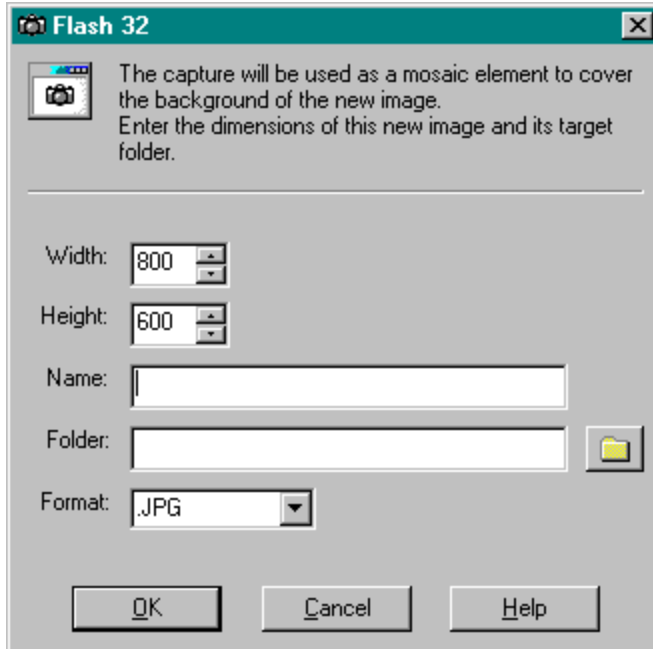 Flash 32
The capture will be used as a mosaic element to cover
the background of the new image.
Enter the dimensions of this new image and its target
folder.
Width: 800
Height: 600
Name:
Folder:
Format: .JPG
OK Cancel Help